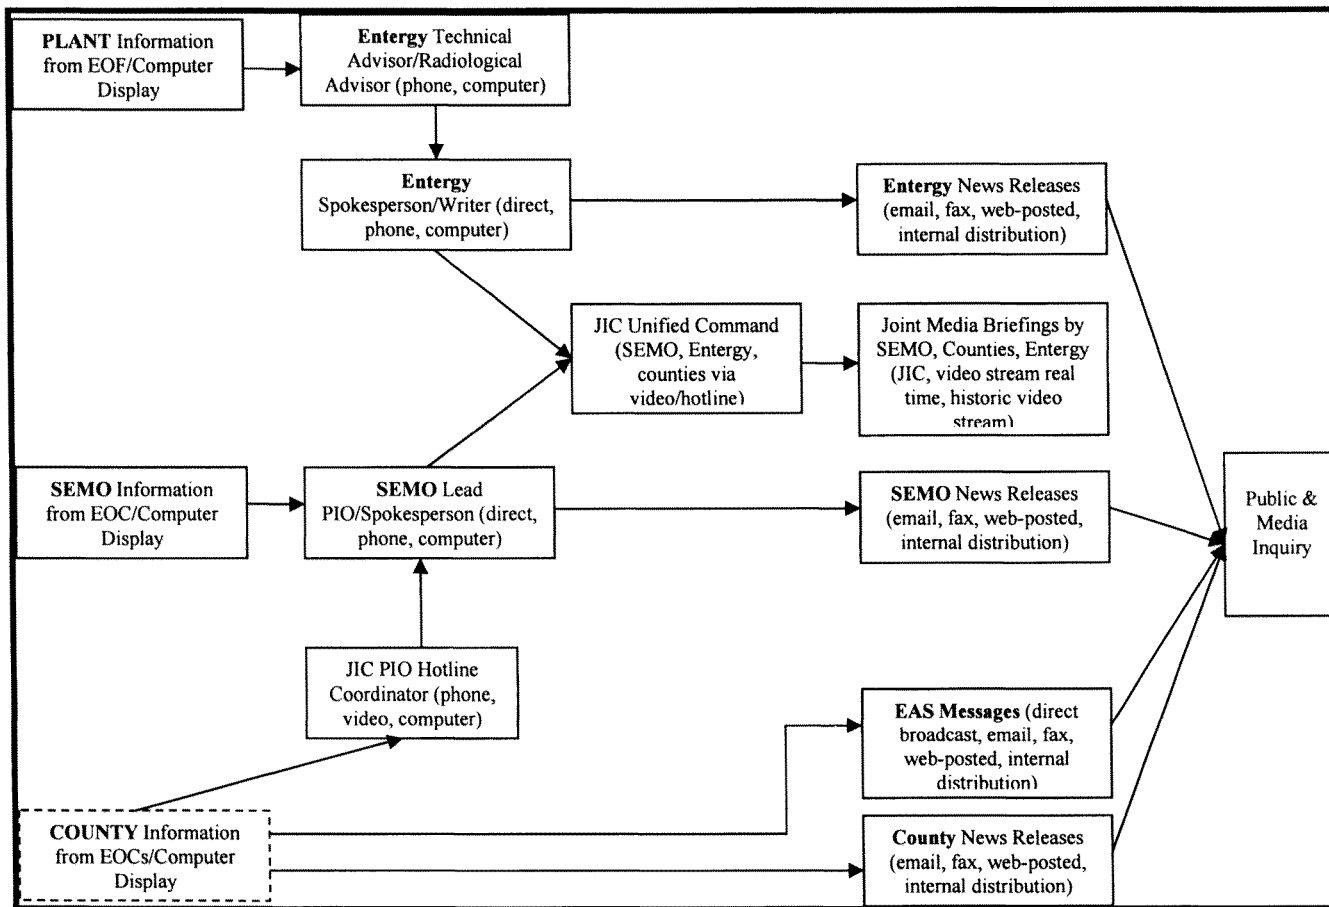 PLANT Information
from EOF/Computer
Display
Entergy Technical
Advisor/Radiological
Advisor (phone, computer)
Entergy
Spokesperson/Writer (direct,
phone, computer)
Entergy News Releases
(email, fax, web-posted,
internal distribution)
JIC Unified Command
(SEMO, Entergy,
counties via
video/hotline)
Joint Media Briefings by
SEMO, Counties, Entergy
(JIC, video stream real
time, historic video
stream)
SEMO Information
from EOC/Computer
Display
SEMO Lead
PIO/Spokesperson (direct,
phone, computer)
SEMO News Releases
(email, fax, web-posted,
internal distribution)
Public &
Media
Inquiry
JIC PIO Hotline
Coordinator (phone,
video, computer)
EAS Messages (direct
broadcast, email, fax,
web-posted, internal
distribution)
COUNTY Information
from EOCs/Computer
Display
County News Releases
(email, fax, web-posted,
internal distribution)